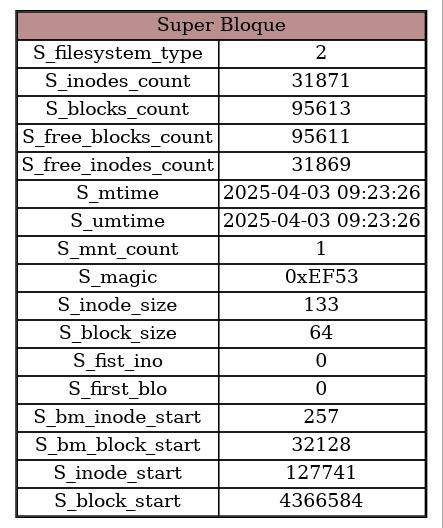 Super Bloque
S_filesystem_type 2
S_inodes_count 31871
S_blocks_count 95613
S_free_blocks_count 95611
S_free_inodes_count 31869
S_mtime 2025-04-03 09:23:26
S_umtime 2025-04-03 09:23:26
S_mnt_count 1
S_magic 0xEF53
S_inode_size 133
S_block_size 64
S_fist_ino 0
S_first_blo 0
S_bm_inode_start 257
S_bm_block_start 32128
S_inode_start 127741
S_block_start 4366584